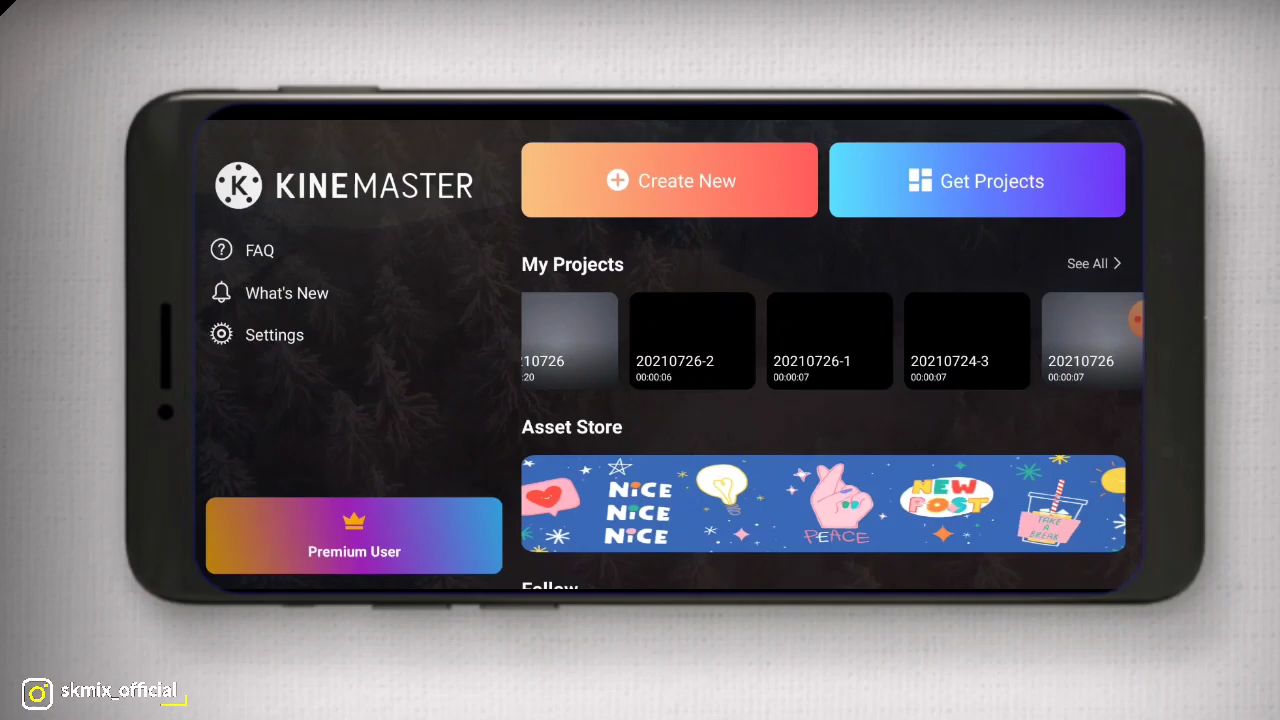 KINEMASTER
FAQ
What's New
Settings
Premium User
Create New
Get Projects
My Projects
See All
10726
:20
20210726-2
00:00:06
20210726-1
00:00:07
20210724-3
00:00:07
20210726
00:00:07
Asset Store
NICE
NICE
NICE
PEACE
NEW
POST
TAKE
A
BREAK
Follow
skmix_official